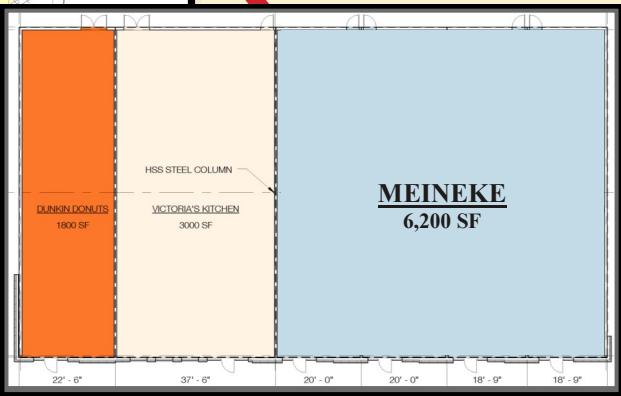 HSS STEEL COLUMN
DUNKIN DONUTS
1800 SF
VICTORIA'S KITCHEN
3000 SF
MEINEKE
6,200 SF
22' - 6"
37' - 6"
20' - 0"
20' - 0"
18' - 9"
18' - 9"